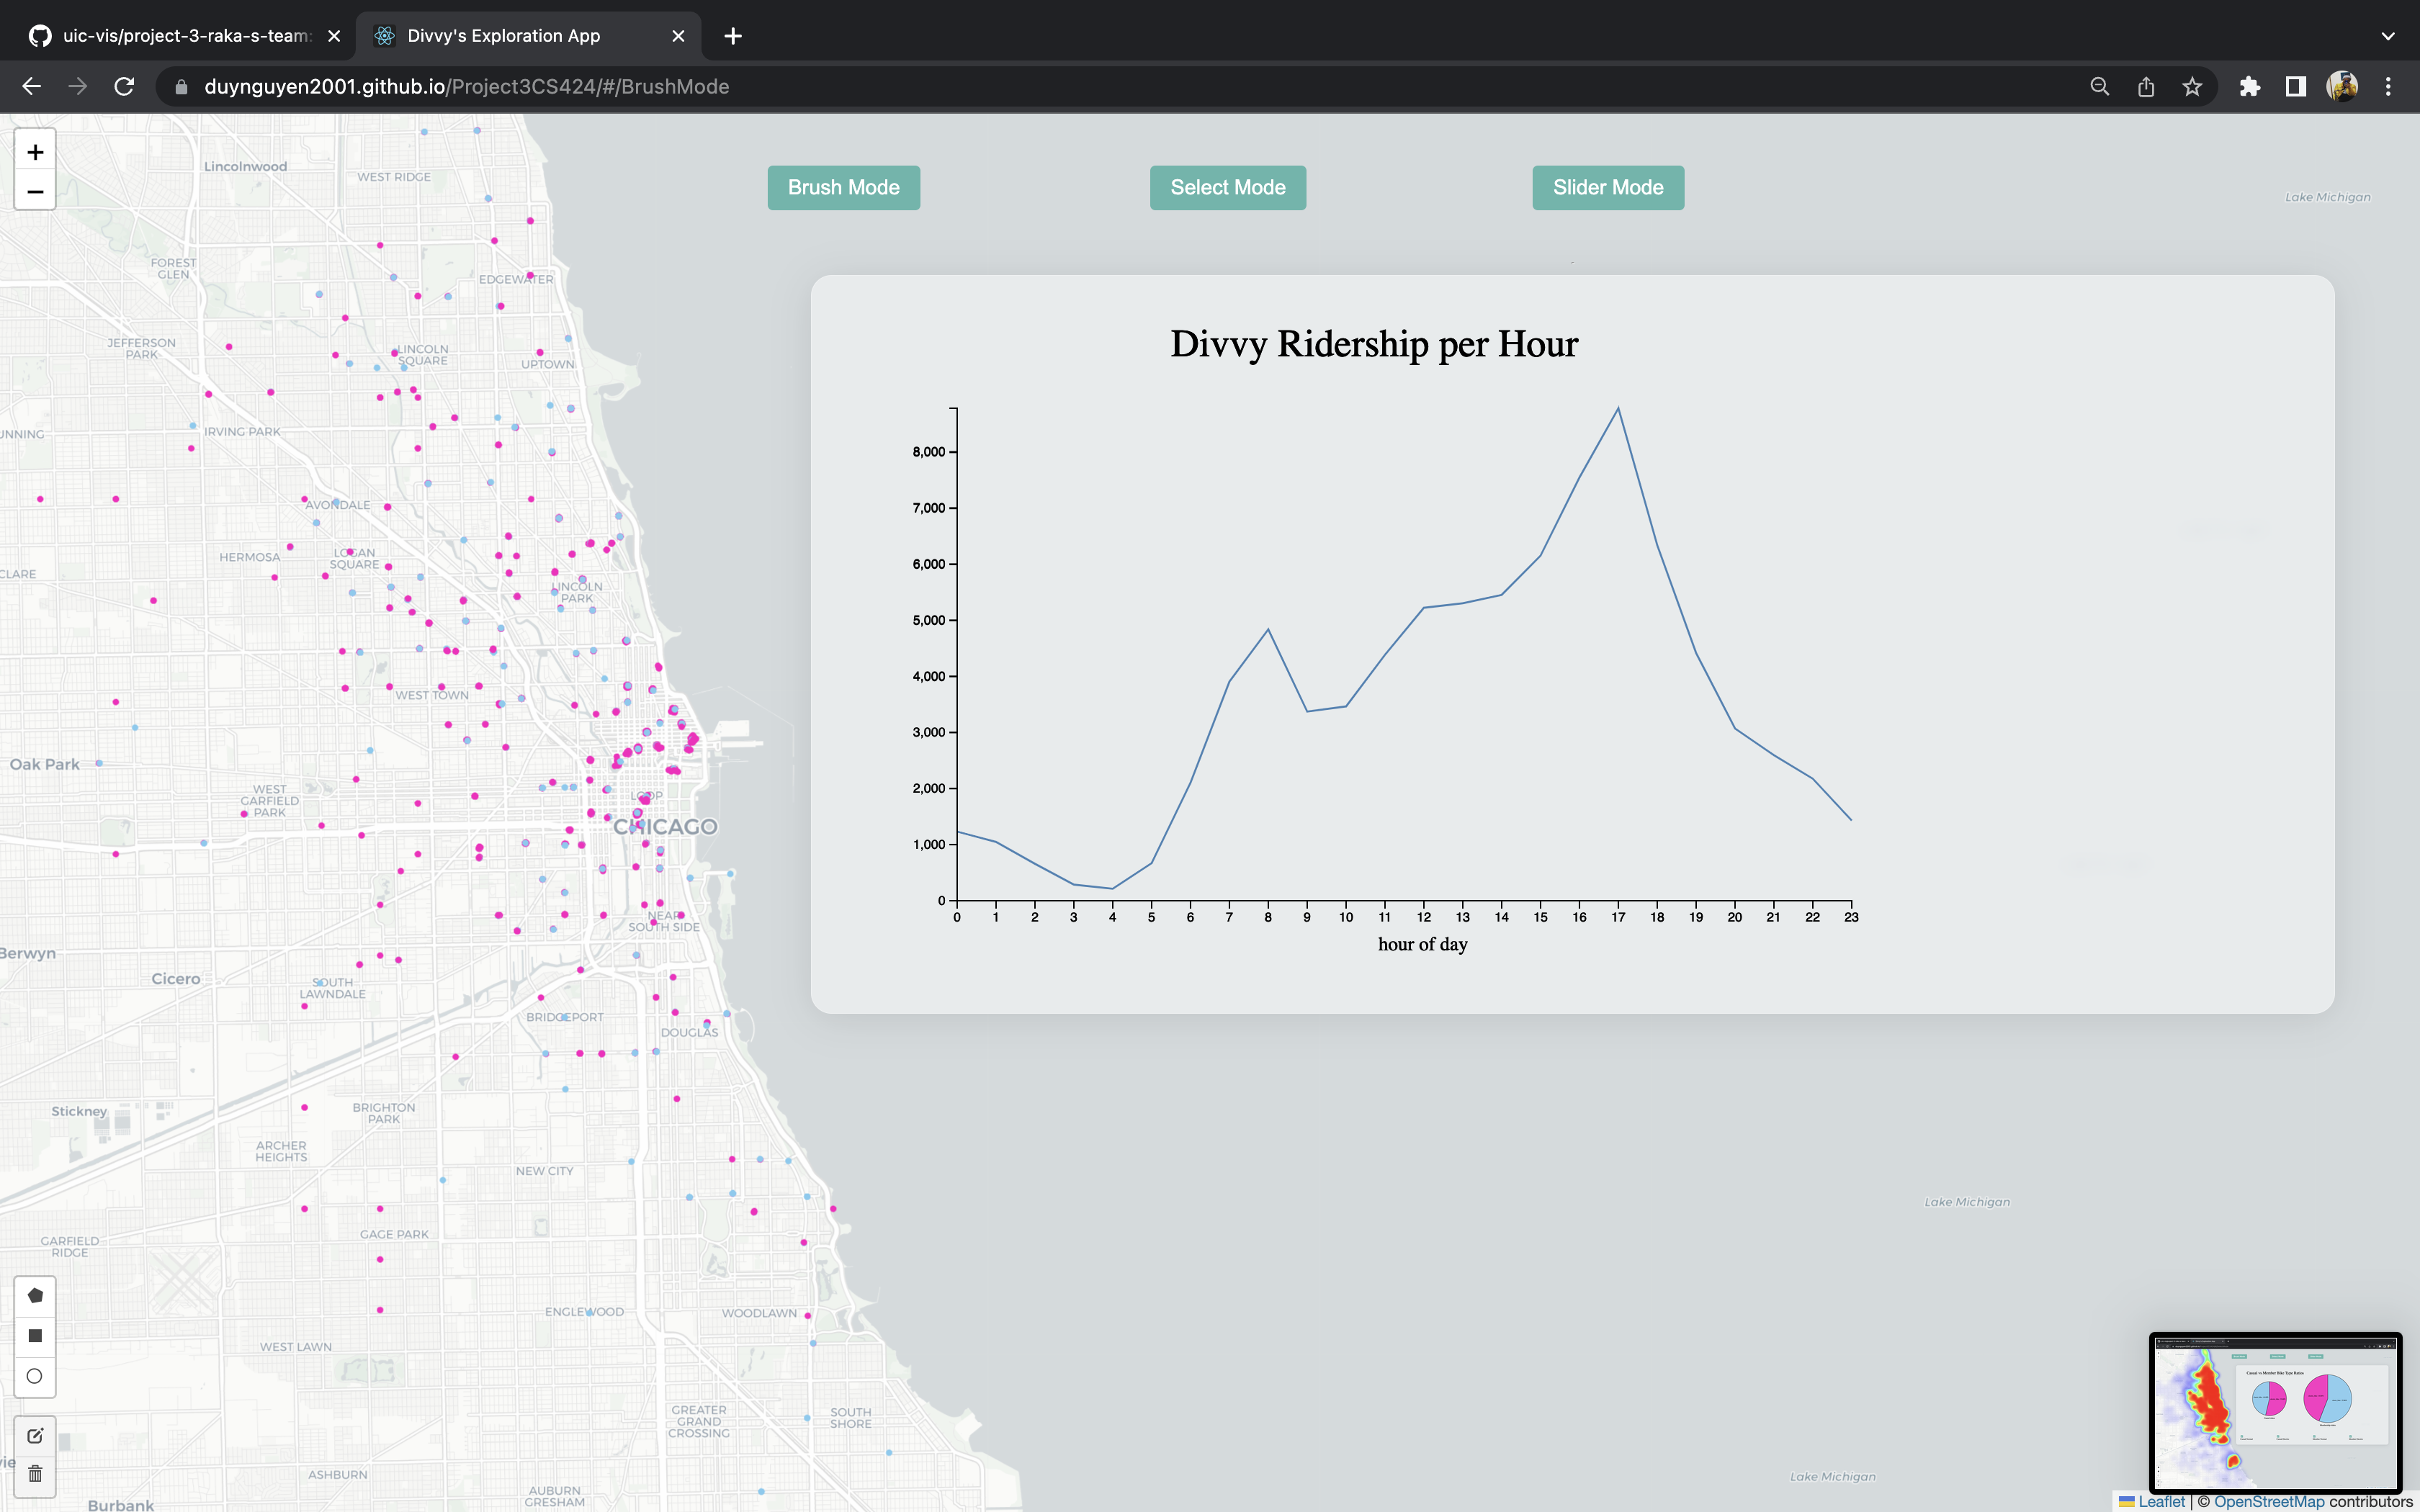 uic-vis/project-3-raka-s-team:
Divvy's Exploration App
duynguyen2001.github.io/Project3CS424/#/BrushMode
+
−
Brush Mode
Select Mode
Slider Mode
Lake Michigan
Lincolnwood
WEST RIDGE
FOREST
GLEN
EDGEWATER
JEFFERSON
PARK
LINCOLN
SQUARE
UPTOWN
UNNING
IRVING PARK
AVONDALE
HERMOSA
LOGAN
SQUARE
CLARE
LINCOLN
PARK
WEST TOWN
Oak Park
WEST
GARFIELD
PARK
LOOP
CHICAGO
NEAR
SOUTH SIDE
Berwyn
Cicero
SOUTH
LAWNDALE
BRIDGEPORT
DOUGLAS
Stickney
BRIGHTON
PARK
ARCHER
HEIGHTS
NEW CITY
GAGE PARK
GARFIELD
RIDGE
ENGLEWOOD
WOODLAWN
WEST LAWN
GREATER
GRAND
CROSSING
SOUTH
SHORE
ASHBURN
AUBURN
GRESHAM
Burbank
Divvy Ridership per Hour
8,000
7,000
6,000
5,000
4,000
3,000
2,000
1,000
0
0 1 2 3 4 5 6 7 8 9 10 11 12 13 14 15 16 17 18 19 20 21 22 23
hour of day
Lake Michigan
Lake Michigan
Casual vs Member Bike Type Ratios
Leaflet | © OpenStreetMap contributors